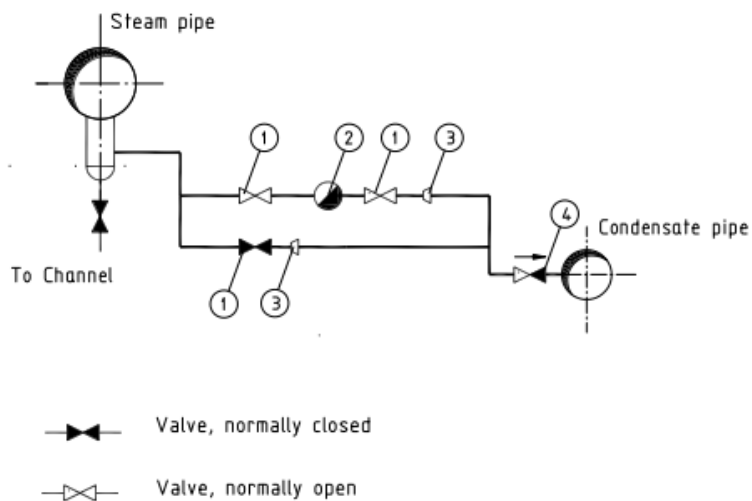 Steam pipe
1
2
1
3
4
Condensate pipe
To Channel
1
3
Valve, normally closed
Valve, normally open